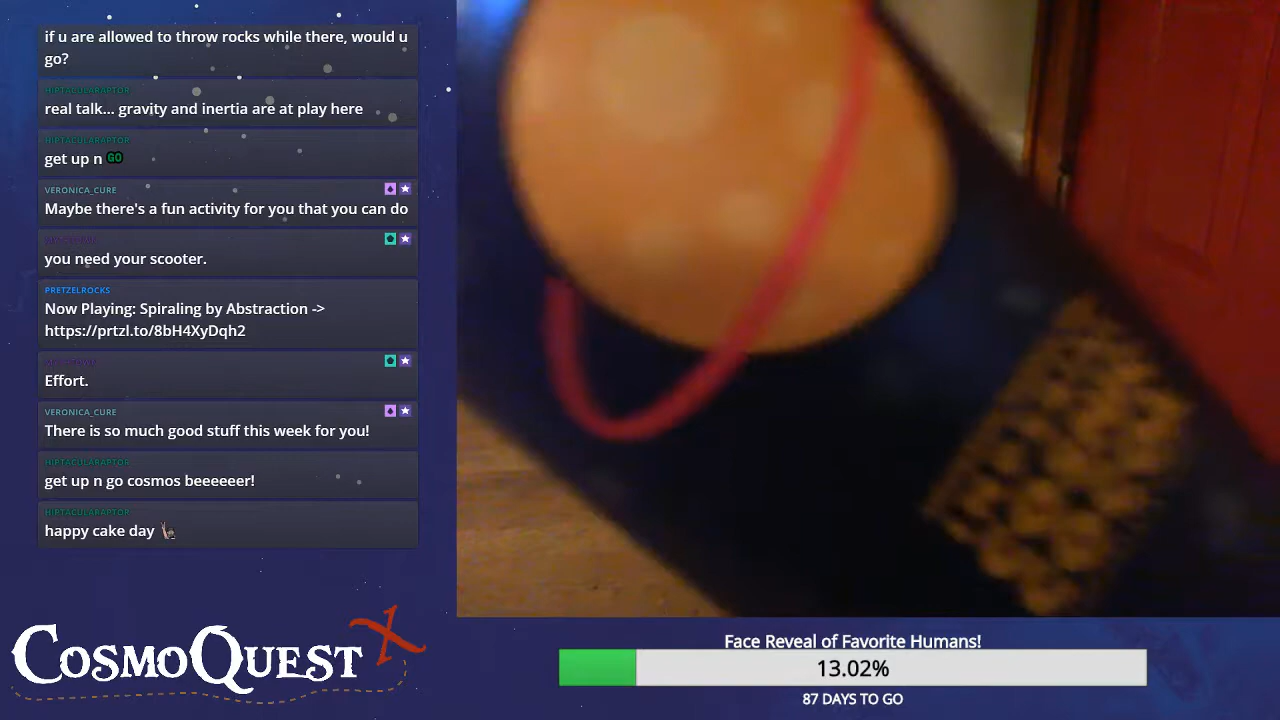 if u are allowed to throw rocks while there, would u
go?
HIPTACULARAPTOR
real talk... gravity and inertia are at play here
HIPTACULARAPTOR
get up n GO
VERONICA_CURE
Maybe there's a fun activity for you that you can do
you need your scooter.
PRETZELROCKS
Now Playing: Spiraling by Abstraction ->
https://prtzl.to/8bH4XyDqh2
Effort.
VERONICA_CURE
There is so much good stuff this week for you!
HIPTACULARAPTOR
get up n go cosmos beeeeeer!
HIPTACULARAPTOR
happy cake day
COSMOQUEST X
Face Reveal of Favorite Humans!
13.02%
87 DAYS TO GO